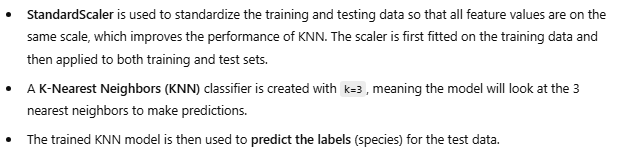 • StandardScaler is used to standardize the training and testing data so that all feature values are on the
same scale, which improves the performance of KNN. The scaler is first fitted on the training data and
then applied to both training and test sets.
• A K-Nearest Neighbors (KNN) classifier is created with k=3, meaning the model will look at the 3
nearest neighbors to make predictions.
• The trained KNN model is then used to predict the labels (species) for the test data.